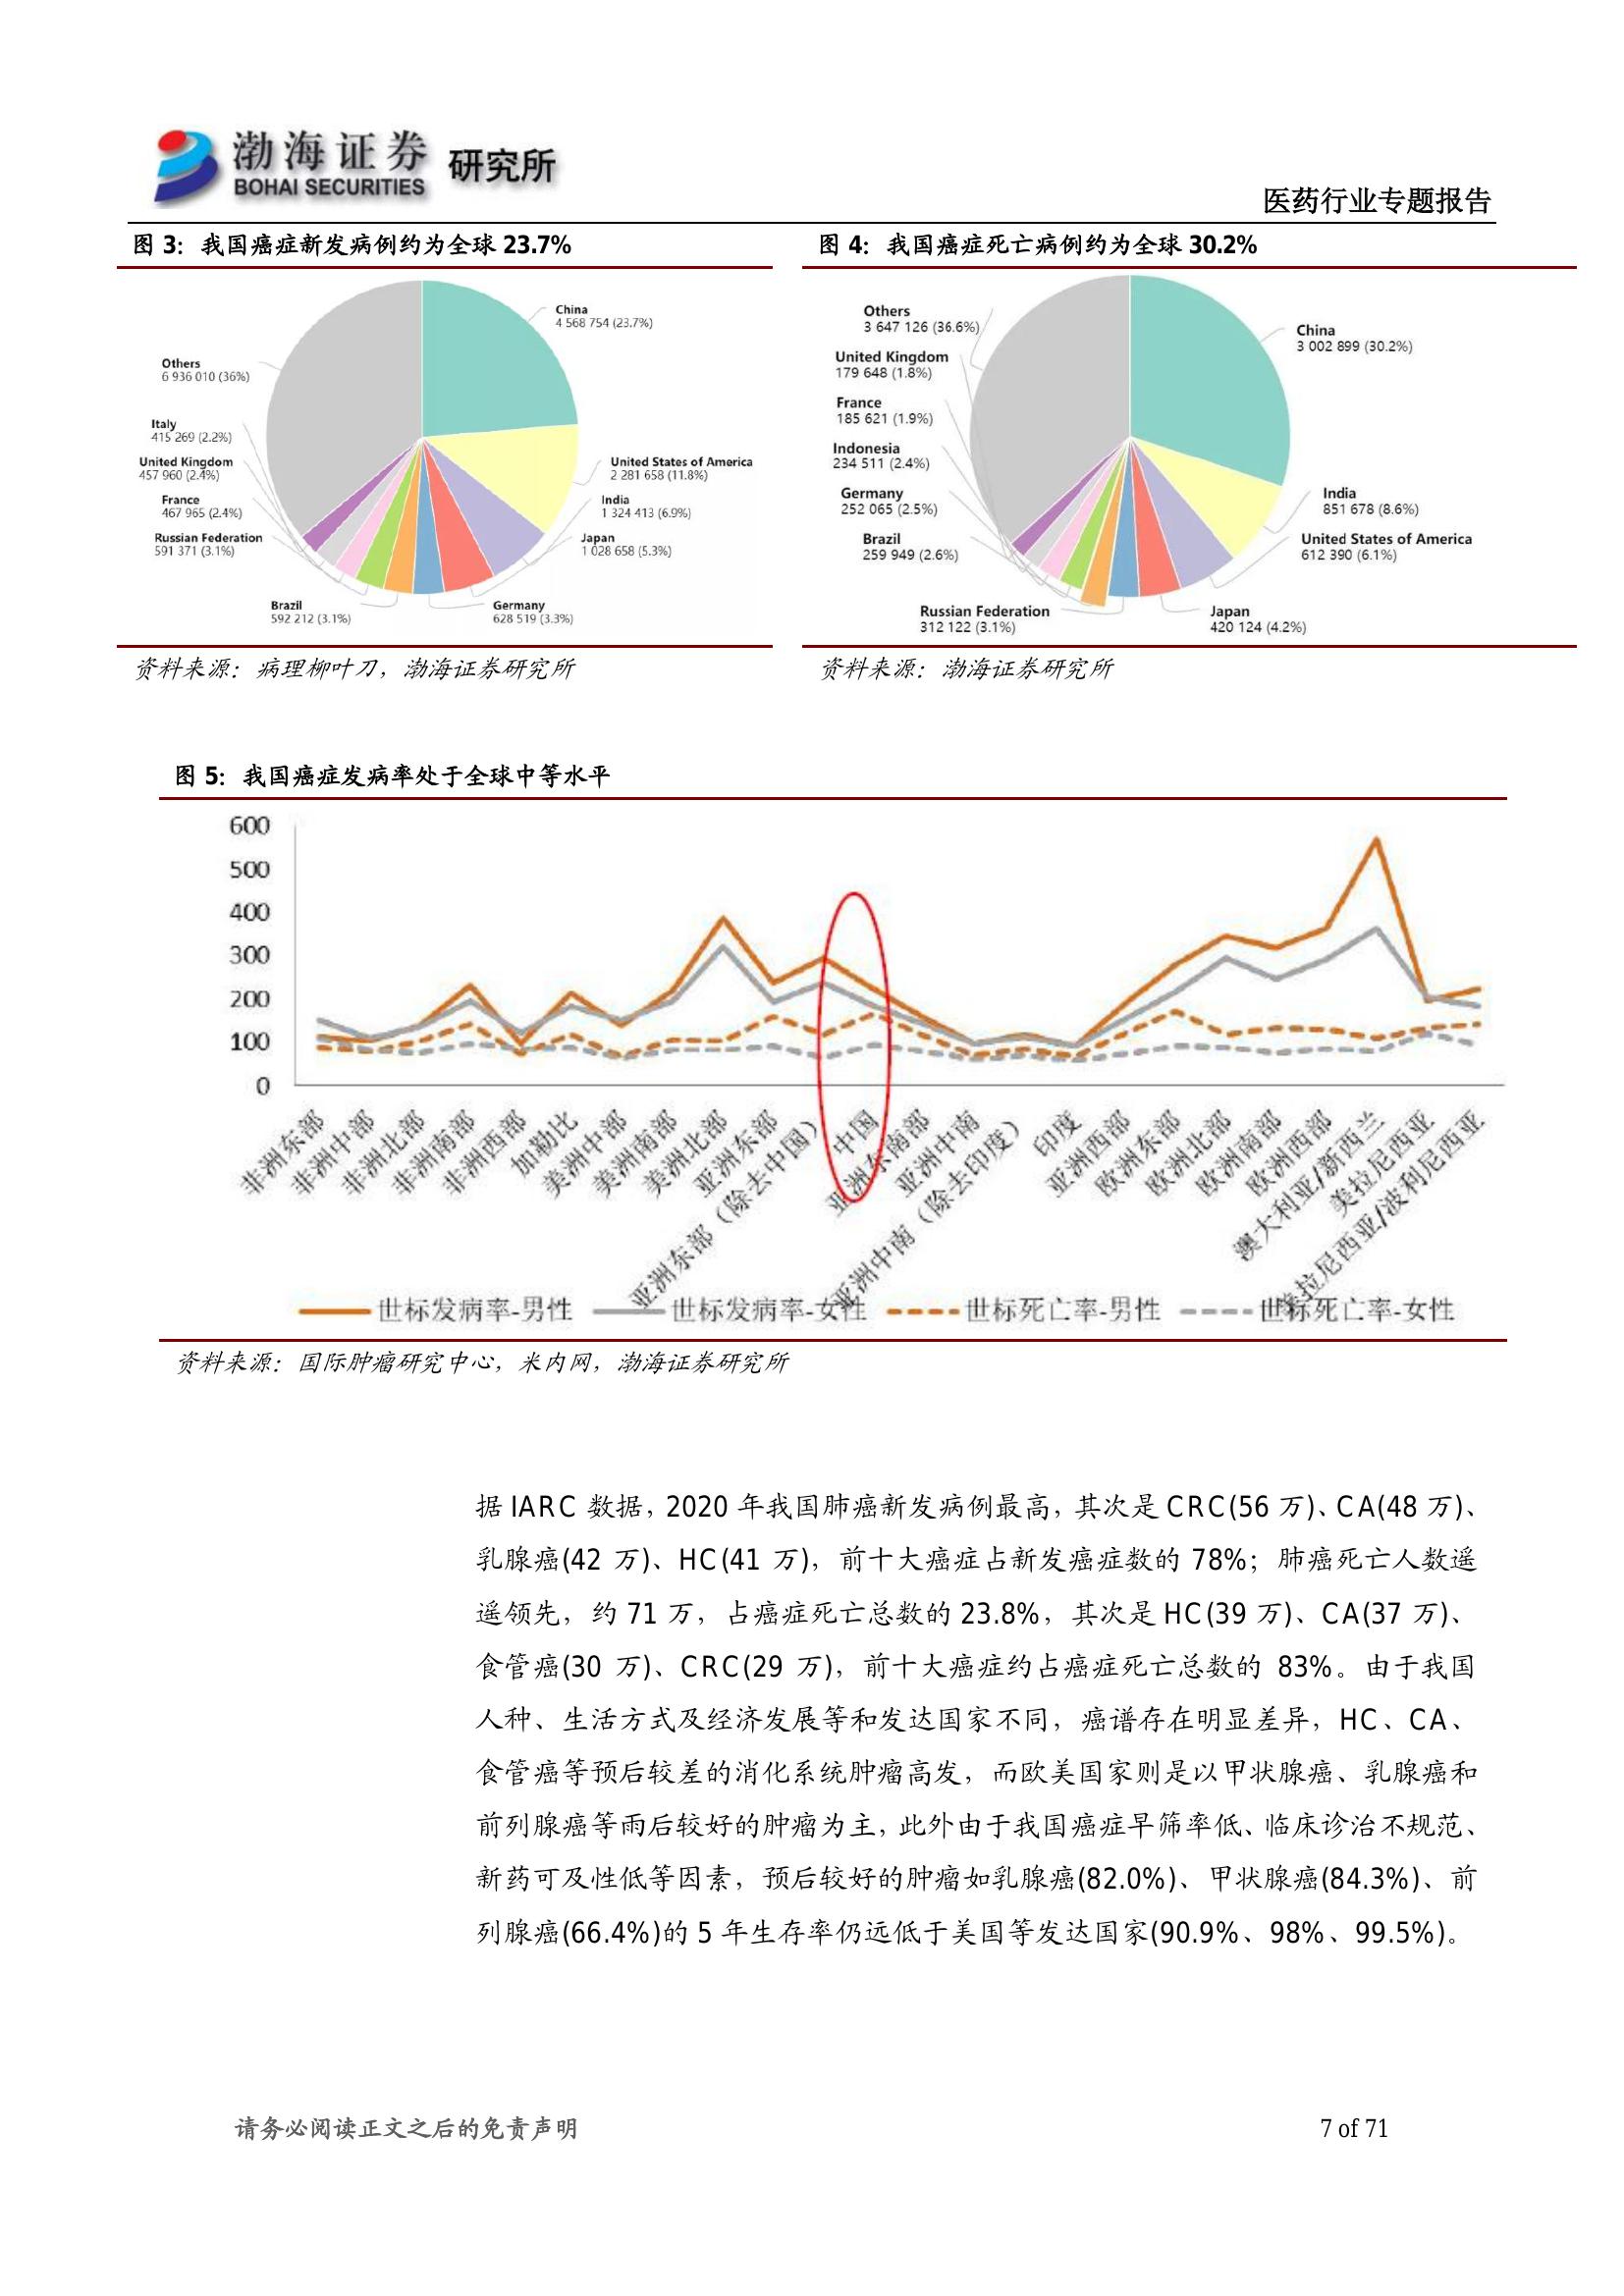 渤海证券 研究所
BOHAI SECURITIES
医药行业专题报告
图 3：我国癌症新发病例约为全球 23.7%
China
4 568 754 (23.7%)
Others
6 936 010 (36%)
Italy
415 269 (2.2%)
United Kingdom
457 960 (2.4%)
France
467 965 (2.4%)
Russian Federation
591 371 (3.1%)
Brazil
592 212 (3.1%)
United States of America
2 281 658 (11.8%)
India
1 324 413 (6.9%)
Japan
1 028 658 (5.3%)
Germany
628 519 (3.3%)
资料来源：病理柳叶刀，渤海证券研究所
图 4：我国癌症死亡病例约为全球 30.2%
Others
3 647 126 (36.6%)
United Kingdom
179 648 (1.8%)
France
185 621 (1.9%)
Indonesia
234 511 (2.4%)
Germany
252 065 (2.5%)
Brazil
259 949 (2.6%)
Russian Federation
312 122 (3.1%)
China
3 002 899 (30.2%)
India
851 678 (8.6%)
United States of America
612 390 (6.1%)
Japan
420 124 (4.2%)
资料来源：渤海证券研究所
图 5：我国癌症发病率处于全球中等水平
600
500
400
300
200
100
0
非洲东部
非洲中部
非洲北部
非洲南部
非洲西部
加勒比
美洲中部
美洲南部
美洲北部
亚洲东部
亚洲东部（除去中国）
中国
亚洲东南部
亚洲中南
亚洲中南（除去印度）
印度
亚洲西部
欧洲东部
欧洲北部
欧洲南部
欧洲西部
澳大利亚/新西兰
美拉尼西亚
拉尼西亚/波利尼西亚
世标发病率-男性 世标发病率-女性 世标死亡率-男性 世标死亡率-女性
资料来源：国际肿瘤研究中心，米内网，渤海证券研究所
据 IARC 数据，2020 年我国肺癌新发病例最高，其次是 CRC(56 万)、CA(48 万)、
乳腺癌(42 万)、HC(41 万)，前十大癌症占新发癌症数的 78%；肺癌死亡人数遥
遥领先，约 71 万，占癌症死亡总数的 23.8%，其次是 HC(39 万)、CA(37 万)、
食管癌(30 万)、CRC(29 万)，前十大癌症约占癌症死亡总数的 83%。由于我国
人种、生活方式及经济发展等和发达国家不同，癌谱存在明显差异，HC、CA、
食管癌等预后较差的消化系统肿瘤高发，而欧美国家则是以甲状腺癌、乳腺癌和
前列腺癌等雨后较好的肿瘤为主，此外由于我国癌症早筛率低、临床诊治不规范、
新药可及性低等因素，预后较好的肿瘤如乳腺癌(82.0%)、甲状腺癌(84.3%)、前
列腺癌(66.4%)的 5 年生存率仍远低于美国等发达国家(90.9%、98%、99.5%)。
请务必阅读正文之后的免责声明
7 of 71